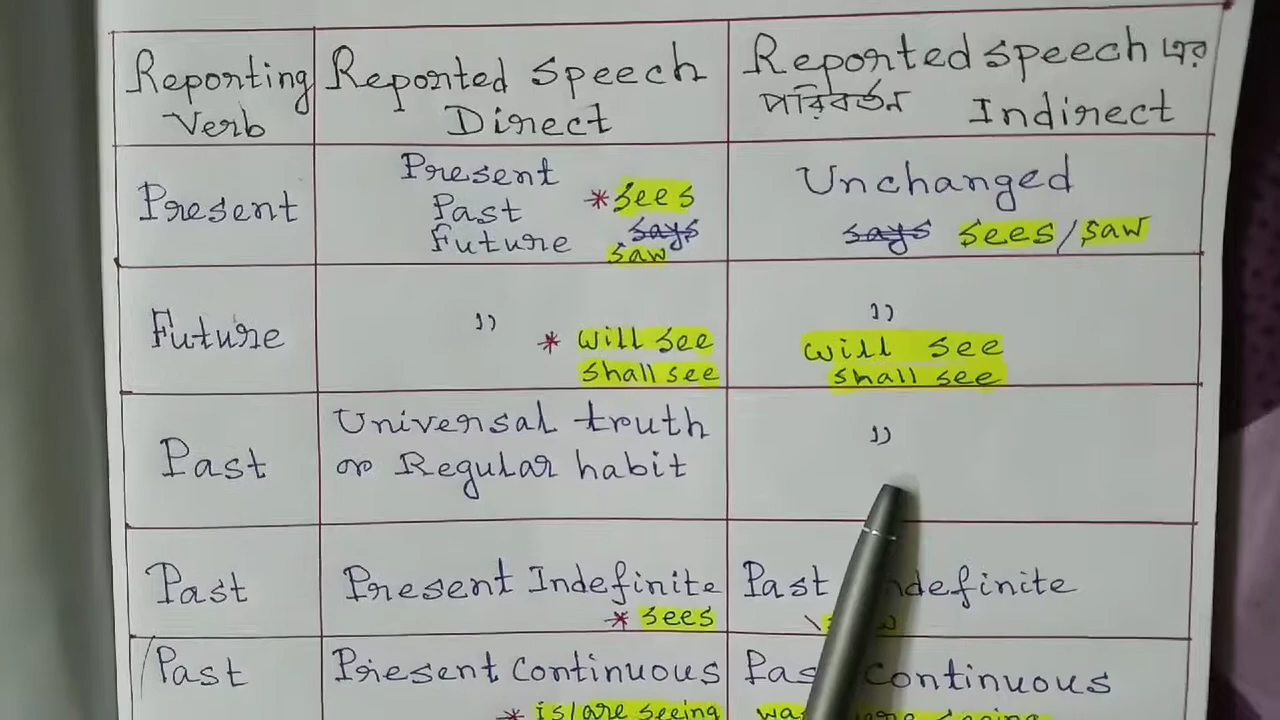 Reporting Verb
Reported Speech Direct
Reported speech এর পরিবর্তন Indirect
Present
Present
Past
Future
*sees
says
saw
Unchanged
says sees/saw
Future
"
* will see
shall see
"
will see
shall see
Past
Universal truth
or Regular habit
"
Past
Present Indefinite
* sees
Past
Past
Present Continuous
* is/are seeing
Continuous